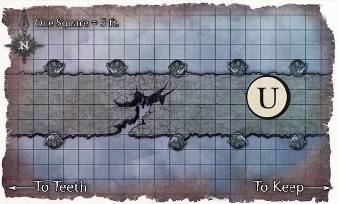 One Square = 5 ft.
N
U
To Teeth
To Keep